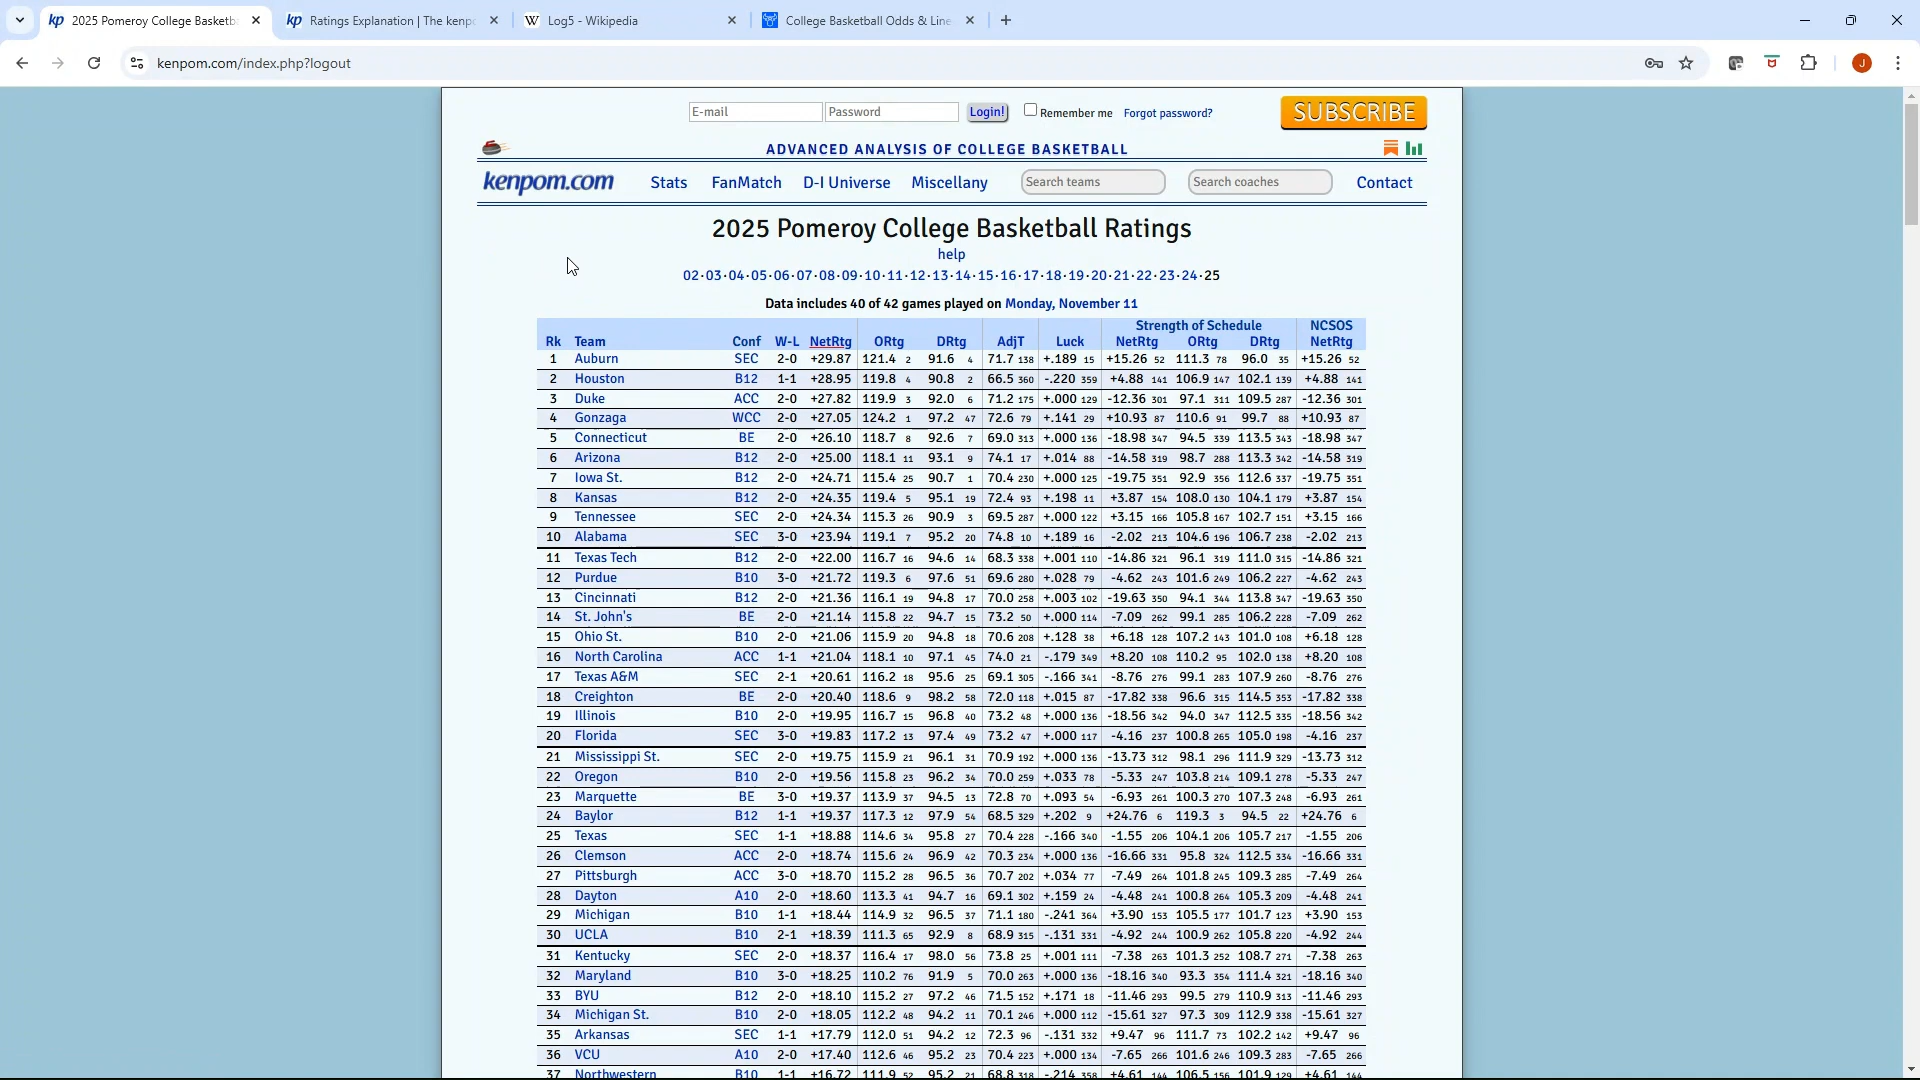 2025 Pomeroy College Basketba
Ratings Explanation | The kenpo
Log5 - Wikipedia
College Basketball Odds & Line
kenpom.com/index.php?logout
J
E-mail Password Login! Remember me Forgot password?
SUBSCRIBE
ADVANCED ANALYSIS OF COLLEGE BASKETBALL
kenpom.com Stats FanMatch D-I Universe Miscellany Search teams Search coaches Contact
2025 Pomeroy College Basketball Ratings
help
02·03·04·05·06·07·08·09·10·11·12·13·14·15·16·17·18·19·20·21·22·23·24·25
Data includes 40 of 42 games played on Monday, November 11
Strength of Schedule NCSOS
Rk Team Conf W-L NetRtg ORtg DRtg AdjT Luck NetRtg ORtg DRtg NetRtg
1 Auburn SEC 2-0 +29.87 121.4 2 91.6 4 71.7 138 +.189 15 +15.26 52 111.3 78 96.0 35 +15.26 52
2 Houston B12 1-1 +28.95 119.8 4 90.8 2 66.5 360 -.220 359 +4.88 141 106.9 147 102.1 139 +4.88 141
3 Duke ACC 2-0 +27.82 119.9 3 92.0 6 71.2 175 +.000 129 -12.36 301 97.1 311 109.5 287 -12.36 301
4 Gonzaga WCC 2-0 +27.05 124.2 1 97.2 47 72.6 79 +.141 29 +10.93 87 110.6 91 99.7 88 +10.93 87
5 Connecticut BE 2-0 +26.10 118.7 8 92.6 7 69.0 313 +.000 136 -18.98 347 94.5 339 113.5 343 -18.98 347
6 Arizona B12 2-0 +25.00 118.1 11 93.1 9 74.1 17 +.014 88 -14.58 319 98.7 288 113.3 342 -14.58 319
7 Iowa St. B12 2-0 +24.71 115.4 25 90.7 1 70.4 230 +.000 125 -19.75 351 92.9 356 112.6 337 -19.75 351
8 Kansas B12 2-0 +24.35 119.4 5 95.1 19 72.4 93 +.198 11 +3.87 154 108.0 130 104.1 179 +3.87 154
9 Tennessee SEC 2-0 +24.34 115.3 26 90.9 3 69.5 287 +.000 122 +3.15 166 105.8 167 102.7 151 +3.15 166
10 Alabama SEC 3-0 +23.94 119.1 7 95.2 20 74.8 10 +.189 16 -2.02 213 104.6 196 106.7 238 -2.02 213
11 Texas Tech B12 2-0 +22.00 116.7 16 94.6 14 68.3 338 +.001 110 -14.86 321 96.1 319 111.0 315 -14.86 321
12 Purdue B10 3-0 +21.72 119.3 6 97.6 51 69.6 280 +.028 79 -4.62 243 101.6 249 106.2 227 -4.62 243
13 Cincinnati B12 2-0 +21.36 116.1 19 94.8 17 70.0 258 +.003 102 -19.63 350 94.1 344 113.8 347 -19.63 350
14 St. John's BE 2-0 +21.14 115.8 22 94.7 15 73.2 50 +.000 114 -7.09 262 99.1 285 106.2 228 -7.09 262
15 Ohio St. B10 2-0 +21.06 115.9 20 94.8 18 70.6 208 +.128 38 +6.18 128 107.2 143 101.0 108 +6.18 128
16 North Carolina ACC 1-1 +21.04 118.1 10 97.1 45 74.0 21 -.179 349 +8.20 108 110.2 95 102.0 138 +8.20 108
17 Texas A&M SEC 2-1 +20.61 116.2 18 95.6 25 69.1 305 -.166 341 -8.76 276 99.1 283 107.9 260 -8.76 276
18 Creighton BE 2-0 +20.40 118.6 9 98.2 58 72.0 118 +.015 87 -17.82 338 96.6 315 114.5 353 -17.82 338
19 Illinois B10 2-0 +19.95 116.7 15 96.8 40 73.2 48 +.000 136 -18.56 342 94.0 347 112.5 335 -18.56 342
20 Florida SEC 3-0 +19.83 117.2 13 97.4 49 73.2 47 +.000 117 -4.16 237 100.8 265 105.0 198 -4.16 237
21 Mississippi St. SEC 2-0 +19.75 115.9 21 96.1 31 70.9 192 +.000 136 -13.73 312 98.1 296 111.9 329 -13.73 312
22 Oregon B10 2-0 +19.56 115.8 23 96.2 34 70.0 259 +.033 78 -5.33 247 103.8 214 109.1 278 -5.33 247
23 Marquette BE 3-0 +19.37 113.9 37 94.5 13 72.8 70 +.093 54 -6.93 261 100.3 270 107.3 248 -6.93 261
24 Baylor B12 1-1 +19.37 117.3 12 97.9 54 68.5 329 +.202 9 +24.76 6 119.3 3 94.5 22 +24.76 6
25 Texas SEC 1-1 +18.88 114.6 34 95.8 27 70.4 228 -.166 340 -1.55 206 104.1 206 105.7 217 -1.55 206
26 Clemson ACC 2-0 +18.74 115.6 24 96.9 42 70.3 234 +.000 136 -16.66 331 95.8 324 112.5 334 -16.66 331
27 Pittsburgh ACC 3-0 +18.70 115.2 28 96.5 36 70.7 202 +.034 77 -7.49 264 101.8 245 109.3 285 -7.49 264
28 Dayton A10 2-0 +18.60 113.3 41 94.7 16 69.1 302 +.159 24 -4.48 241 100.8 264 105.3 209 -4.48 241
29 Michigan B10 1-1 +18.44 114.9 32 96.5 37 71.1 180 -.241 364 +3.90 153 105.5 177 101.7 123 +3.90 153
30 UCLA B10 2-1 +18.39 111.3 65 92.9 8 68.9 315 -.131 331 -4.92 244 100.9 262 105.8 220 -4.92 244
31 Kentucky SEC 2-0 +18.37 116.4 17 98.0 56 73.8 25 +.001 111 -7.38 263 101.3 252 108.7 271 -7.38 263
32 Maryland B10 3-0 +18.25 110.2 76 91.9 5 70.0 263 +.000 136 -18.16 340 93.3 354 111.4 321 -18.16 340
33 BYU B12 2-0 +18.10 115.2 27 97.2 46 71.5 152 +.171 18 -11.46 293 99.5 279 110.9 313 -11.46 293
34 Michigan St. B10 2-0 +18.05 112.2 48 94.2 11 70.1 246 +.000 112 -15.61 327 97.3 309 112.9 338 -15.61 327
35 Arkansas SEC 1-1 +17.79 112.0 51 94.2 12 72.3 96 -.131 332 +9.47 96 111.7 73 102.2 142 +9.47 96
36 VCU A10 2-0 +17.40 112.6 46 95.2 23 70.4 223 +.000 134 -7.65 266 101.6 246 109.3 283 -7.65 266
37 Northwestern B10 1-1 +16.72 111.9 52 95.2 21 68.8 318 -.214 358 +4.61 144 106.5 156 101.9 129 +4.61 144